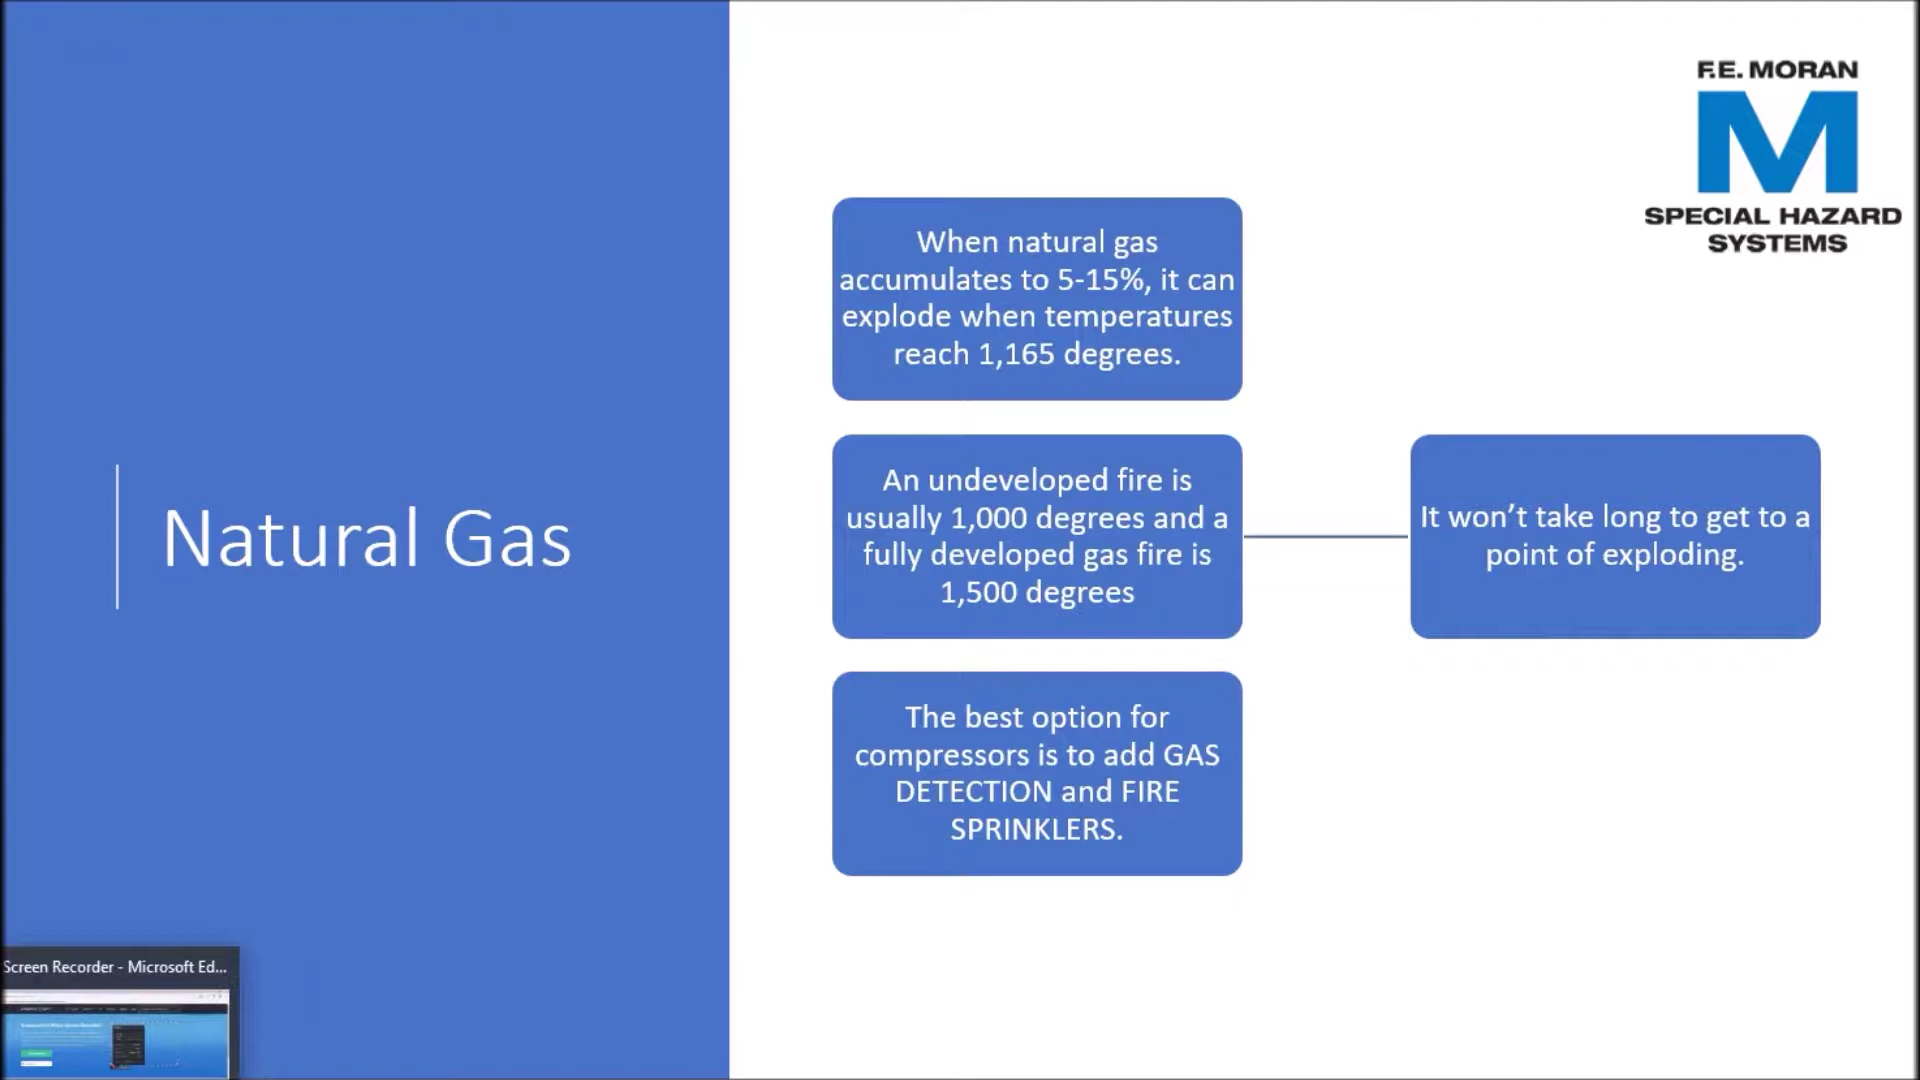 F.E. MORAN
M
SPECIAL HAZARD
SYSTEMS
Natural Gas
When natural gas
accumulates to 5-15%, it can
explode when temperatures
reach 1,165 degrees.
An undeveloped fire is
usually 1,000 degrees and a
fully developed gas fire is
1,500 degrees
It won’t take long to get to a
point of exploding.
The best option for
compressors is to add GAS
DETECTION and FIRE
SPRINKLERS.
Screen Recorder - Microsoft Ed...